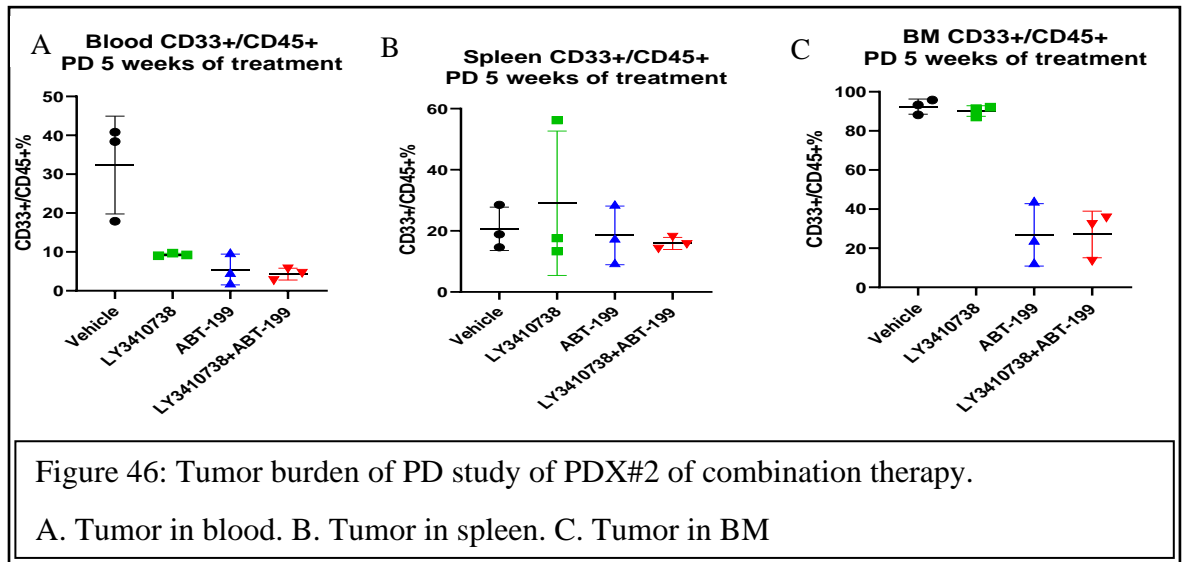 A
Blood CD33+/CD45+
PD 5 weeks of treatment
CD33+/CD45+%
50
40
30
20
10
0
Vehicle
LY3410738
ABT-199
LY3410738+ABT-199
B
Spleen CD33+/CD45+
PD 5 weeks of treatment
CD33+/CD45+%
60
40
20
0
Vehicle
LY3410738
ABT-199
LY3410738+ABT-199
C
BM CD33+/CD45+
PD 5 weeks of treatment
CD33+/CD45+%
100
80
60
40
20
0
Vehicle
LY3410738
ABT-199
LY3410738+ABT-199
Figure 46: Tumor burden of PD study of PDX#2 of combination therapy.
A. Tumor in blood. B. Tumor in spleen. C. Tumor in BM